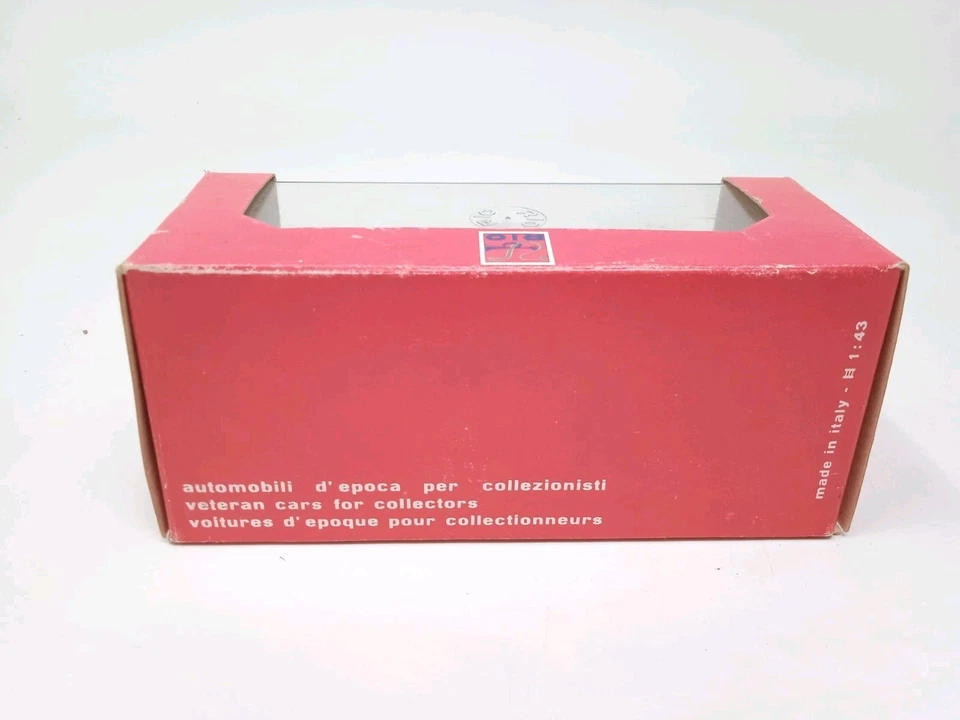 automobili d'epoca per collezionisti
veteran cars for collectors
voitures d'epoque pour collectionneurs
made in italy - 1:43